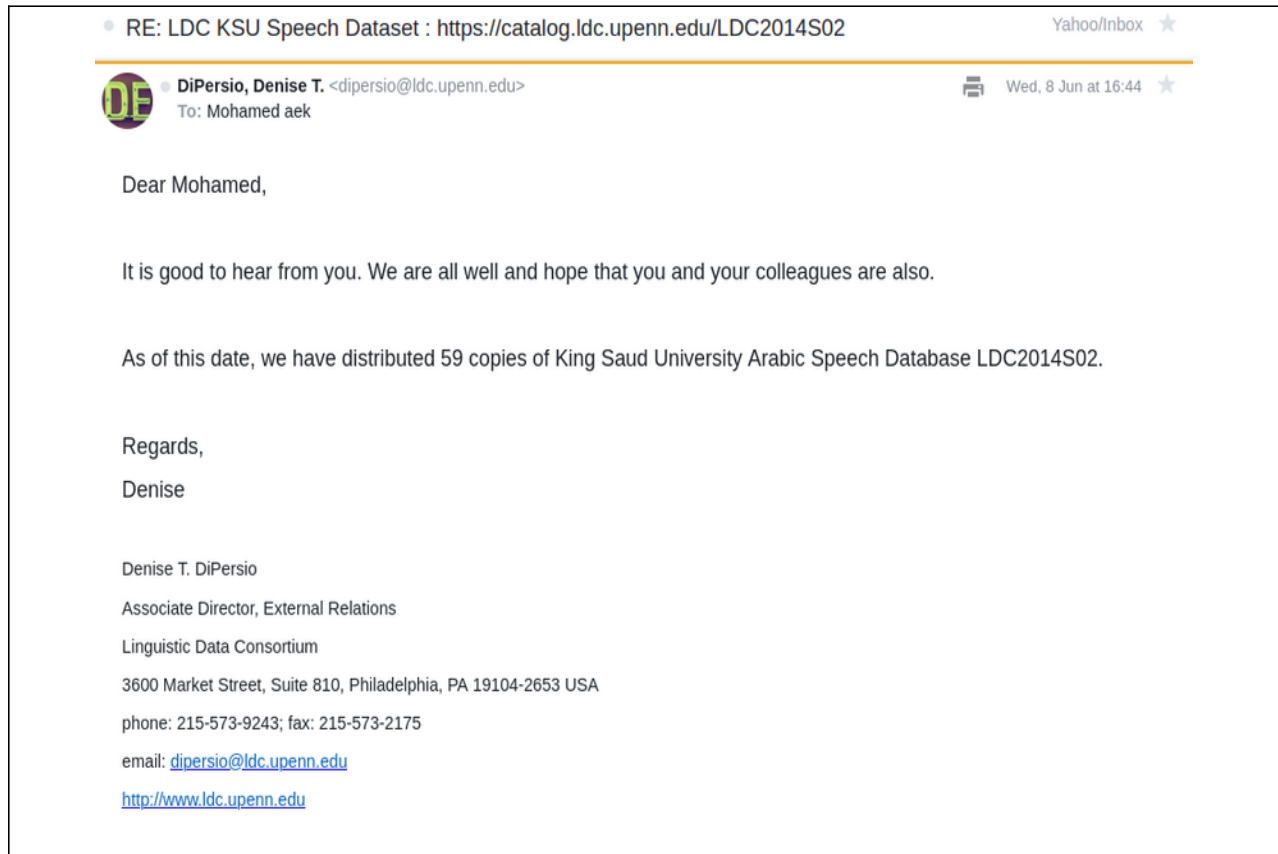 RE: LDC KSU Speech Dataset : https://catalog.ldc.upenn.edu/LDC2014S02
Yahoo/Inbox
DE
DiPersio, Denise T. <dipersio@ldc.upenn.edu>
Wed, 8 Jun at 16:44
To: Mohamed aek
Dear Mohamed,
It is good to hear from you. We are all well and hope that you and your colleagues are also.
As of this date, we have distributed 59 copies of King Saud University Arabic Speech Database LDC2014S02.
Regards,
Denise
Denise T. DiPersio
Associate Director, External Relations
Linguistic Data Consortium
3600 Market Street, Suite 810, Philadelphia, PA 19104-2653 USA
phone: 215-573-9243; fax: 215-573-2175
email: dipersio@ldc.upenn.edu
http://www.ldc.upenn.edu